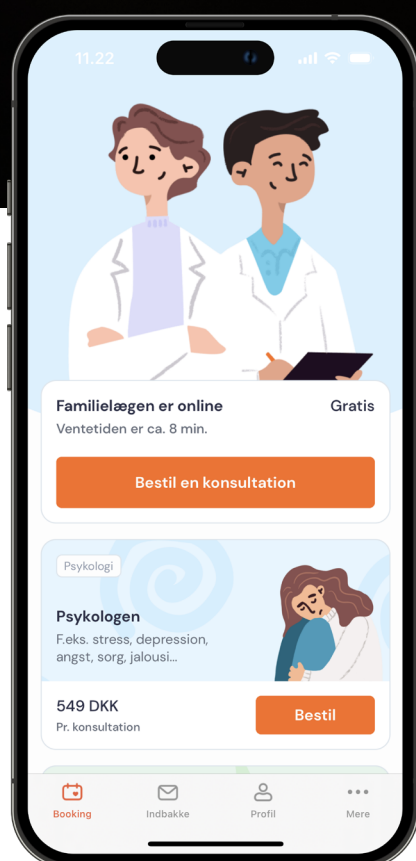 11.22
Familielægen er online
Gratis
Ventetiden er ca. 8 min.
Bestil en konsultation
Psykologi
Psykologen
F.eks. stress, depression,
angst, sorg, jalousi...
549 DKK
Pr. konsultation
Bestil
Booking
Indbakke
Profil
Mere